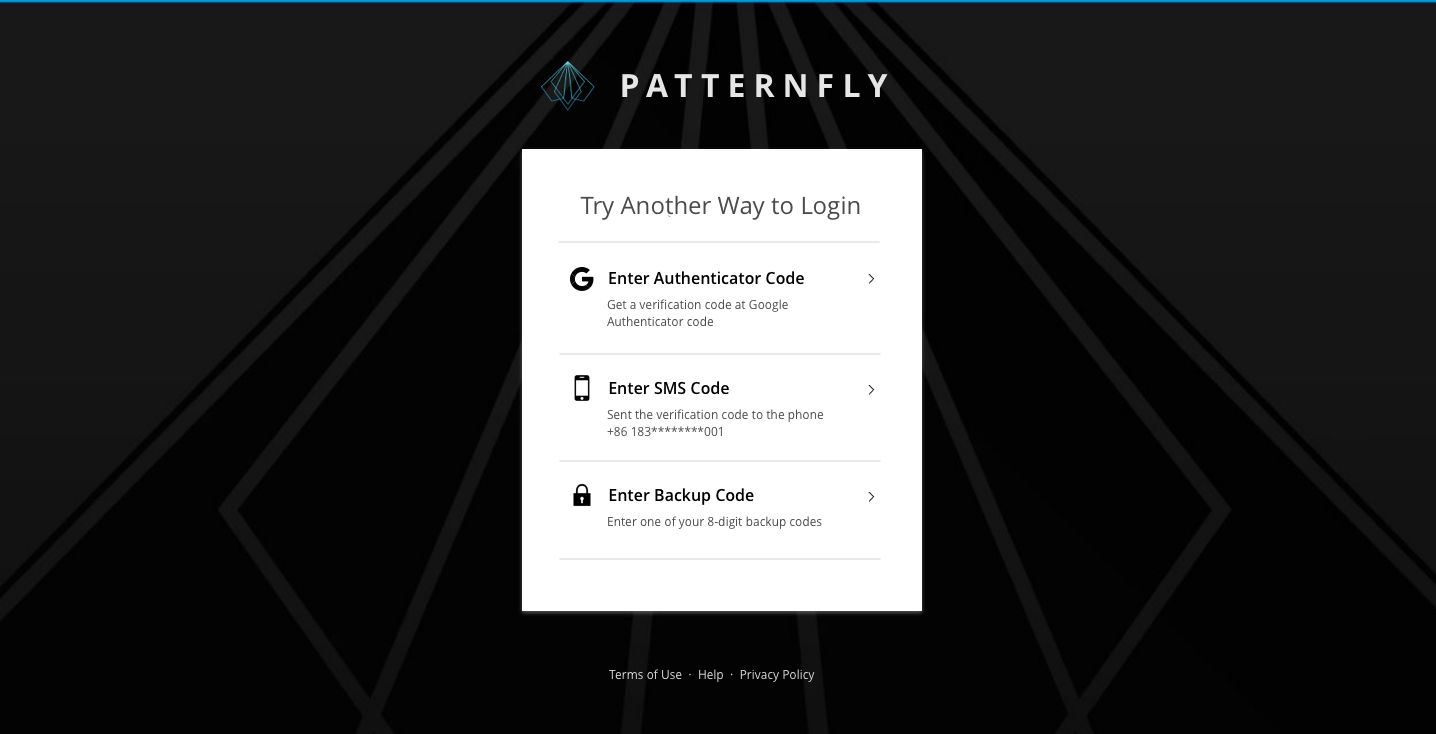 PATTERNFLY
Try Another Way to Login
Enter Authenticator Code
Get a verification code at Google
Authenticator code
Enter SMS Code
Sent the verification code to the phone
+86 183********001
Enter Backup Code
Enter one of your 8-digit backup codes
Terms of Use · Help · Privacy Policy